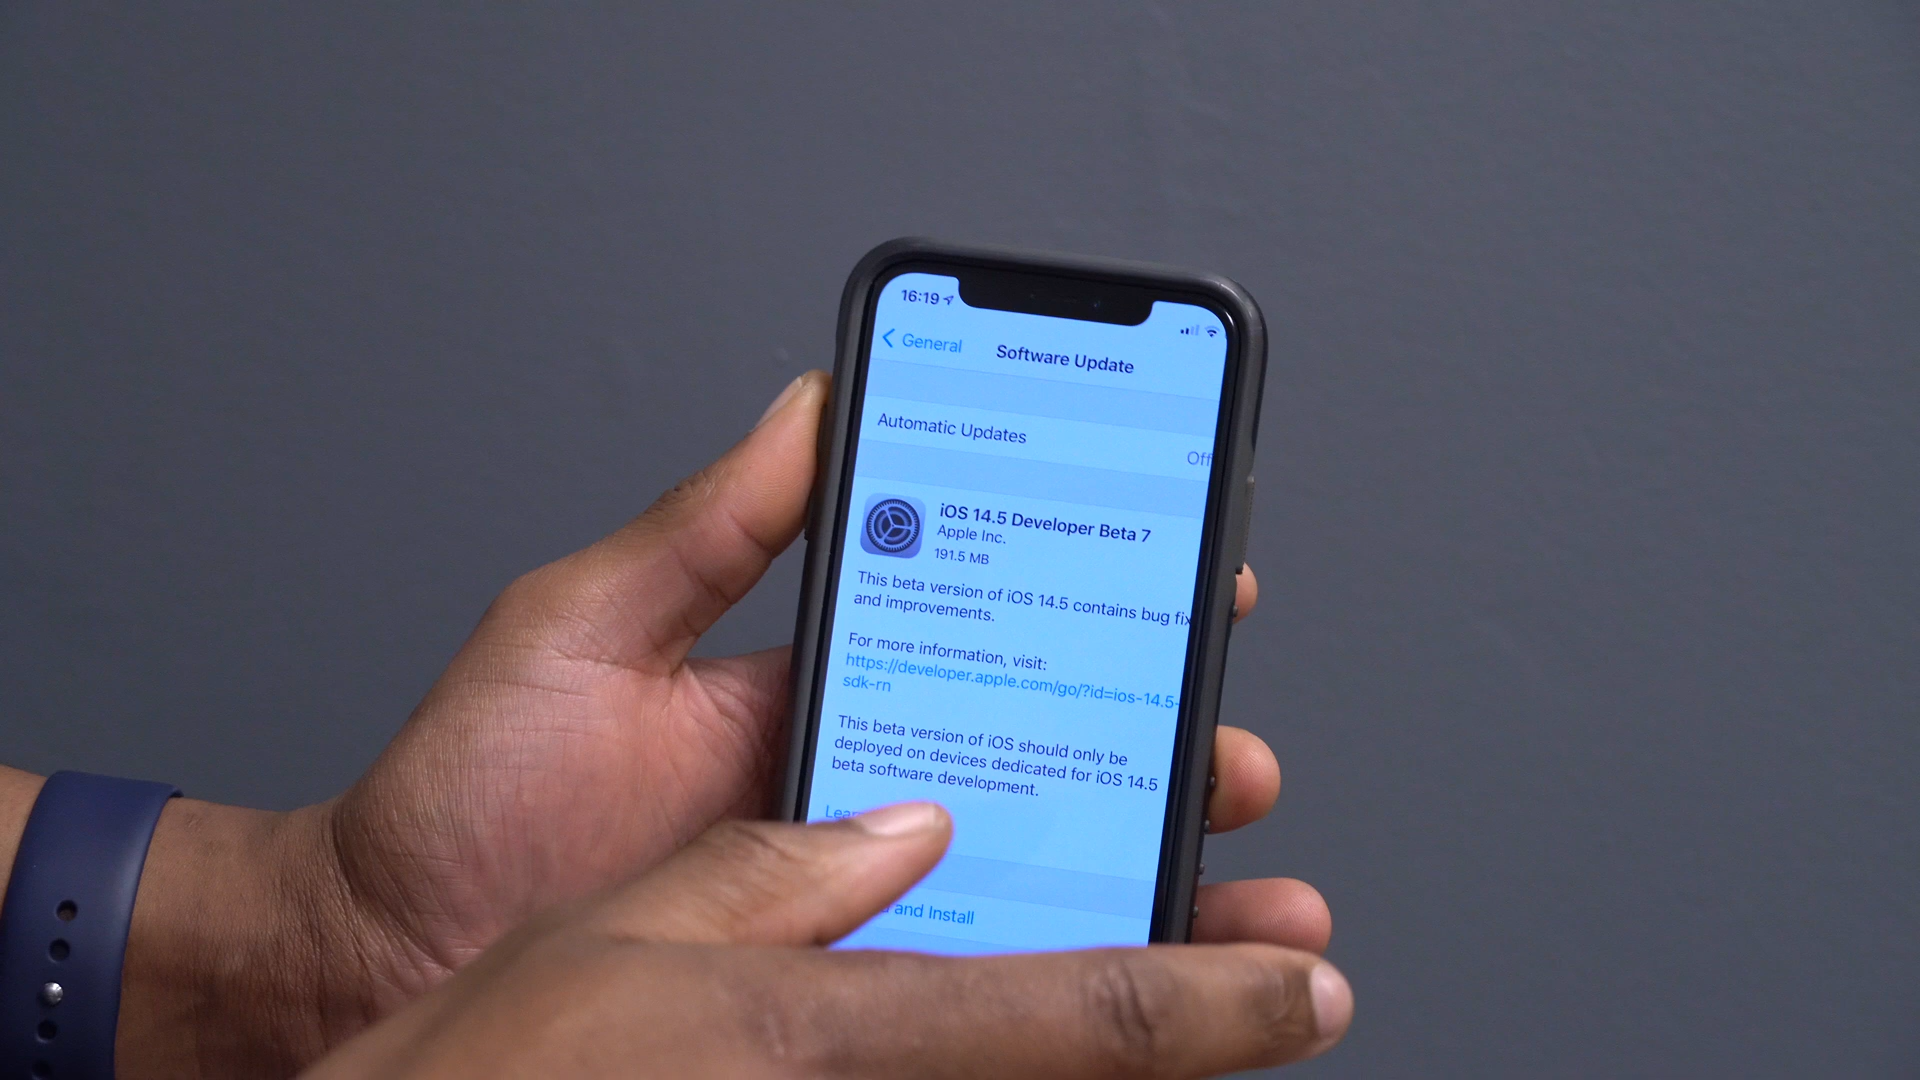 16:19
General
Software Update
Automatic Updates
Off
iOS 14.5 Developer Beta 7
Apple Inc.
191.5 MB
This beta version of iOS 14.5 contains bug fix
and improvements.
For more information, visit:
https://developer.apple.com/go/?id=ios-14.5-
sdk-rn
This beta version of iOS should only be
deployed on devices dedicated for iOS 14.5
beta software development.
and Install